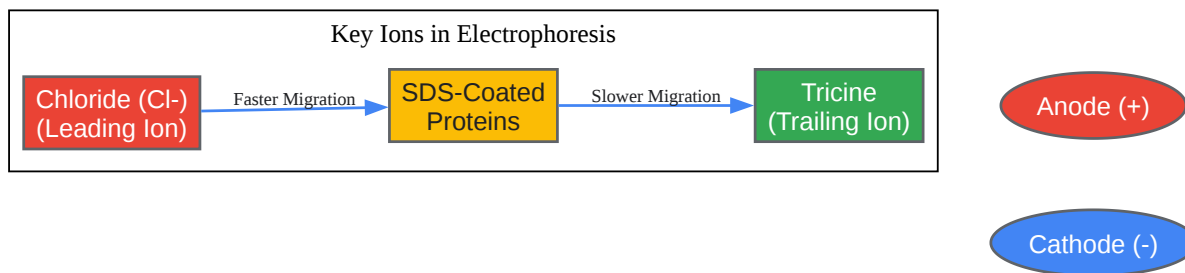 Key Ions in Electrophoresis
Chloride (Cl-)
(Leading Ion)
Faster Migration
SDS-Coated
Proteins
Slower Migration
Tricine
(Trailing Ion)
Anode (+)
Cathode (-)